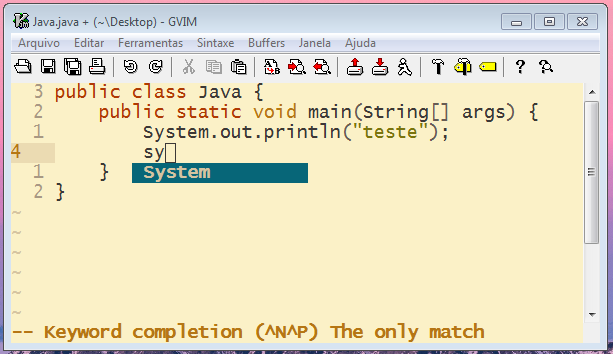 Java.java + (~\Desktop) - GVIM
Arquivo Editar Ferramentas Sintaxe Buffers Janela Ajuda
3 public class Java {
2 public static void main(String[] args) {
1 System.out.println("teste");
4 sy
System
1 }
2 }
~
~
~
~
~
~
-- Keyword completion (^N^P) The only match